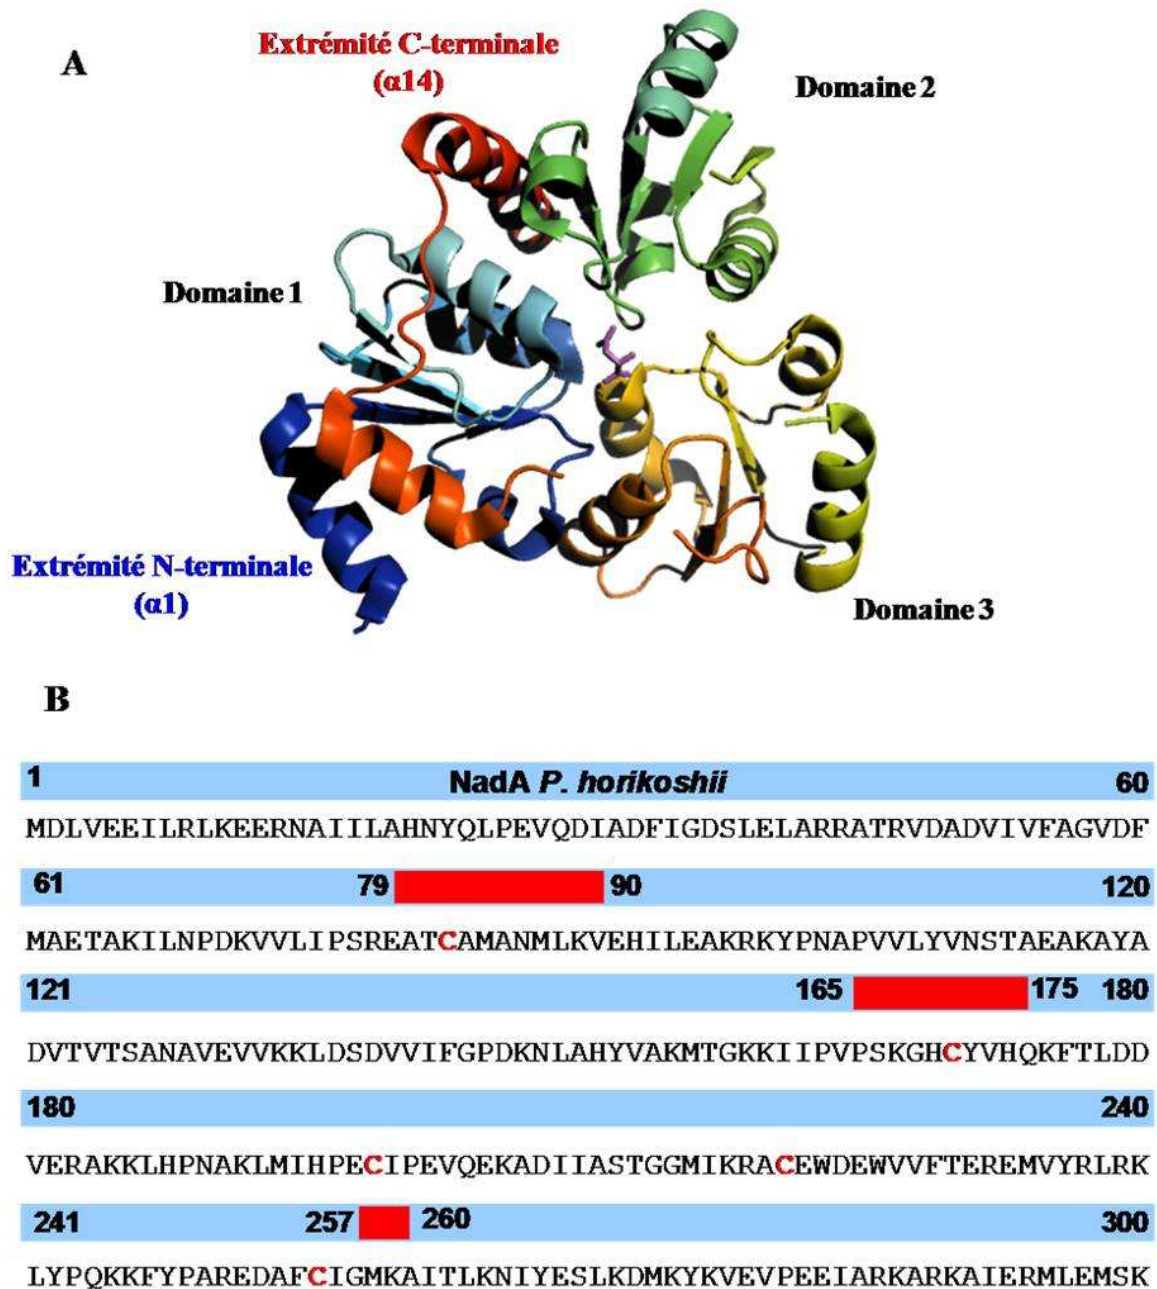 A
Extrémité C-terminale
(α14)
Domaine 2
Domaine 1
Extrémité N-terminale
(α1)
Domaine 3
B
1 NadA P. horikoshii 60
MDLVEEILRLKEERNAIILAHNYQLPEVQDIADFIGDSLELARRATRVDADVIVFAGVDF
61 79 90 120
MAETAKILNPDKVVLIPSREATCAMANMLKVEHILEAKRKYPNAPVVLYVNSTAEAKAYA
121 165 175 180
DVTVTSANAVEVVKKLDSDVVIFGPDKNLAHYVAKMTGKKIIPVPSKGHCYVHQKFTLDD
180 240
VERAKKLHPNAKLMIHPECIPEVQEKADIIASTGGMIKRACEWDEWVVFTEREMVYRLRK
241 257 260 300
LYPQKKFYPAREDAFCIGMKAITLKNIYESLKDMKYKVEVPEEIARKARKAIERMLEMSK